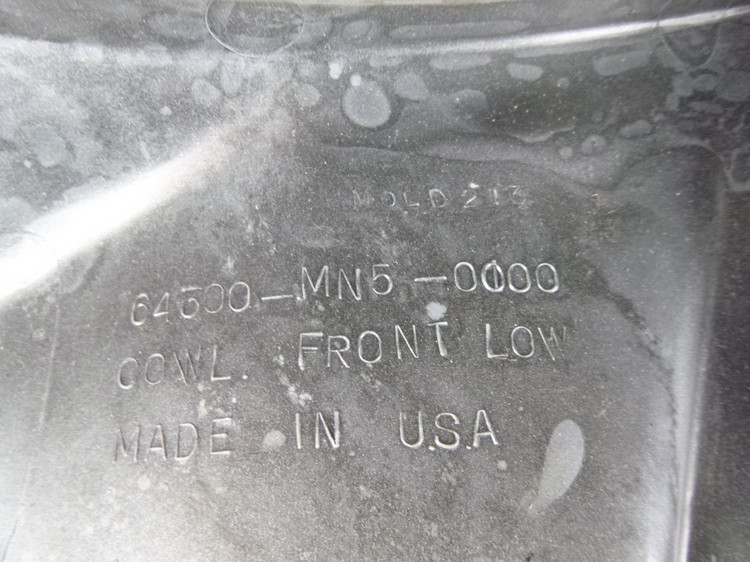 MOLD 213
64300-MN5-0000
COWL. FRONT LOW
MADE IN U.S.A